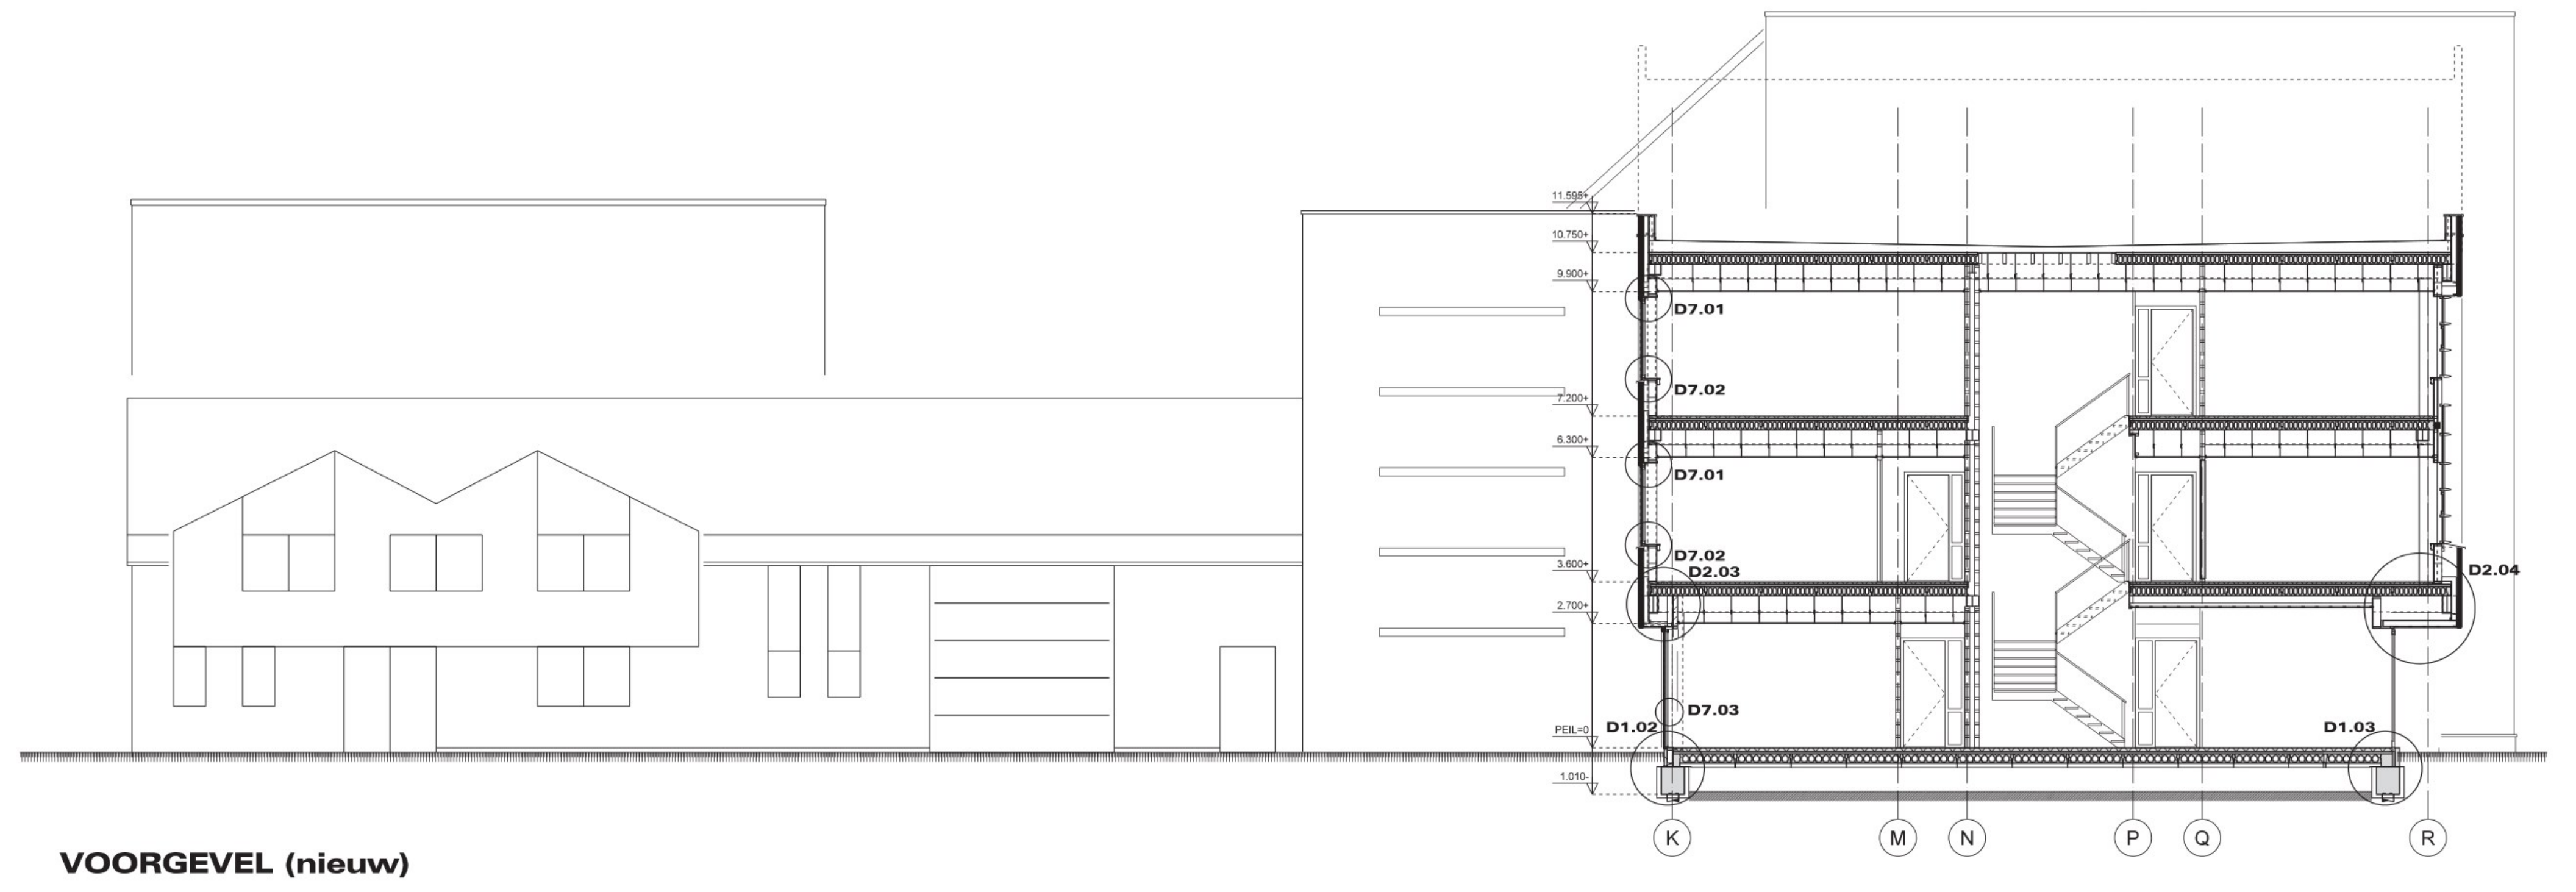 11.595+
10.750+
9.900+
D7.01
D7.02
7.200+
6.300+
D7.01
D7.02
3.600+
D2.03
D2.04
2.700+
D7.03
PEIL=0
D1.02
D1.03
1.010-
K
M
N
P
Q
R
VOORGEVEL (nieuw)